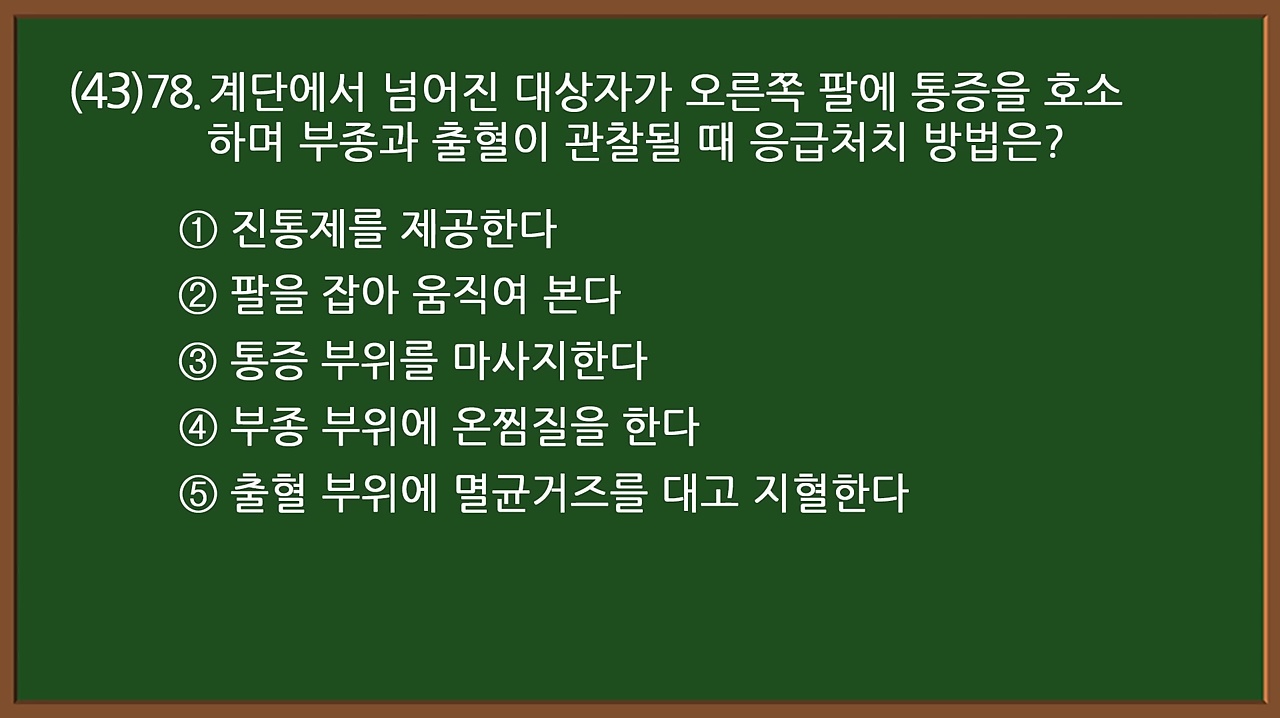 (43)78. 계단에서 넘어진 대상자가 오른쪽 팔에 통증을 호소
하며 부종과 출혈이 관찰될 때 응급처치 방법은?
① 진통제를 제공한다
② 팔을 잡아 움직여 본다
③ 통증 부위를 마사지한다
④ 부종 부위에 온찜질을 한다
⑤ 출혈 부위에 멸균거즈를 대고 지혈한다